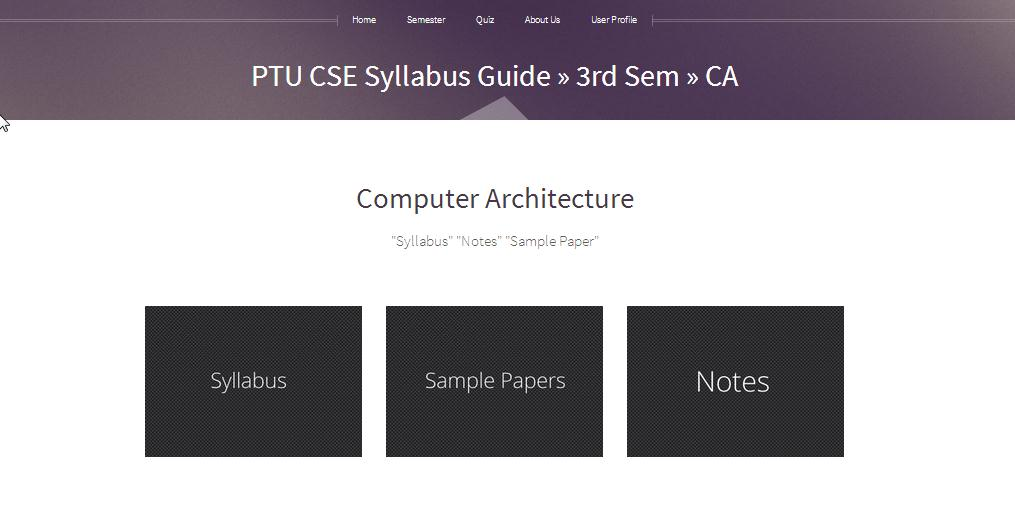 Home Semester Quiz About Us User Profile
PTU CSE Syllabus Guide » 3rd Sem » CA
Computer Architecture
"Syllabus" "Notes" "Sample Paper"
Syllabus Sample Papers Notes